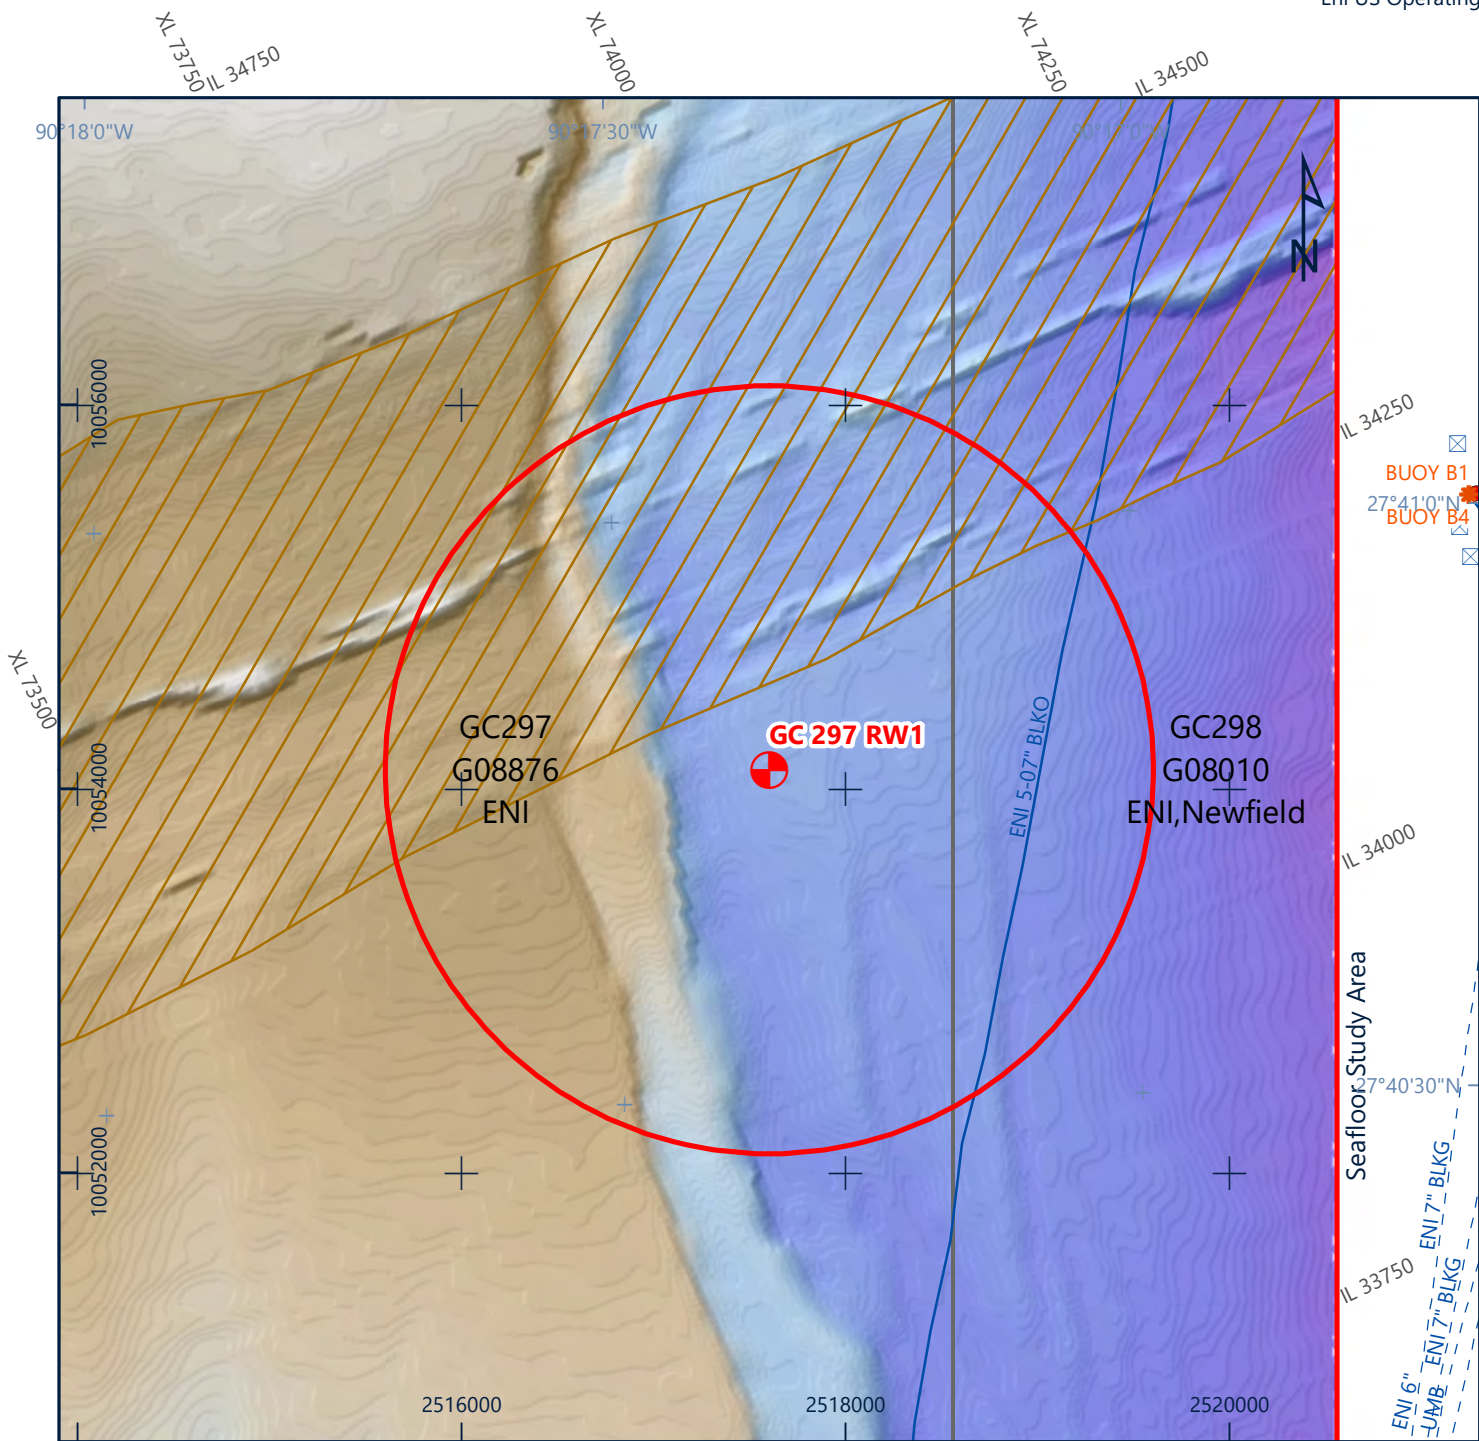 XL 73750
IL 34750
XL 74000
XL 74250
IL 34500
90°18'0"W
90°17'30"W
N
10056000
IL 34250
BUOY B1
27°41'0"N
BUOY B4
XL 73500
GC297
G08876
ENI
GC 297 RW1
ENI 5-07" BLKO
GC298
G08010
ENI,Newfield
10054000
IL 34000
Seafloor Study Area
27°40'30"N
10052000
ENI 7" BLKG
ENI 7" BLKG
IL 33750
ENI 6"
UMB
2516000
2518000
2520000